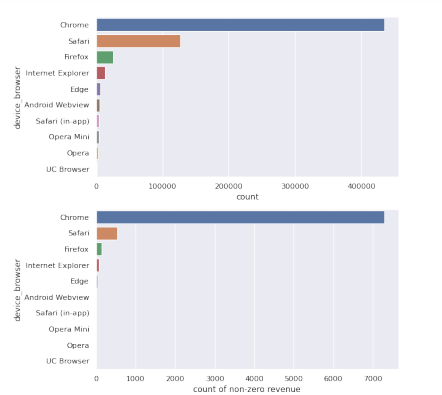 Chrome
Safari
Firefox
Internet Explorer
Edge
Android Webview
Safari (in-app)
Opera Mini
Opera
UC Browser
device_browser
0 100000 200000 300000 400000
count
Chrome
Safari
Firefox
Internet Explorer
Edge
Android Webview
Safari (in-app)
Opera Mini
Opera
UC Browser
device_browser
0 1000 2000 3000 4000 5000 6000 7000
count of non-zero revenue